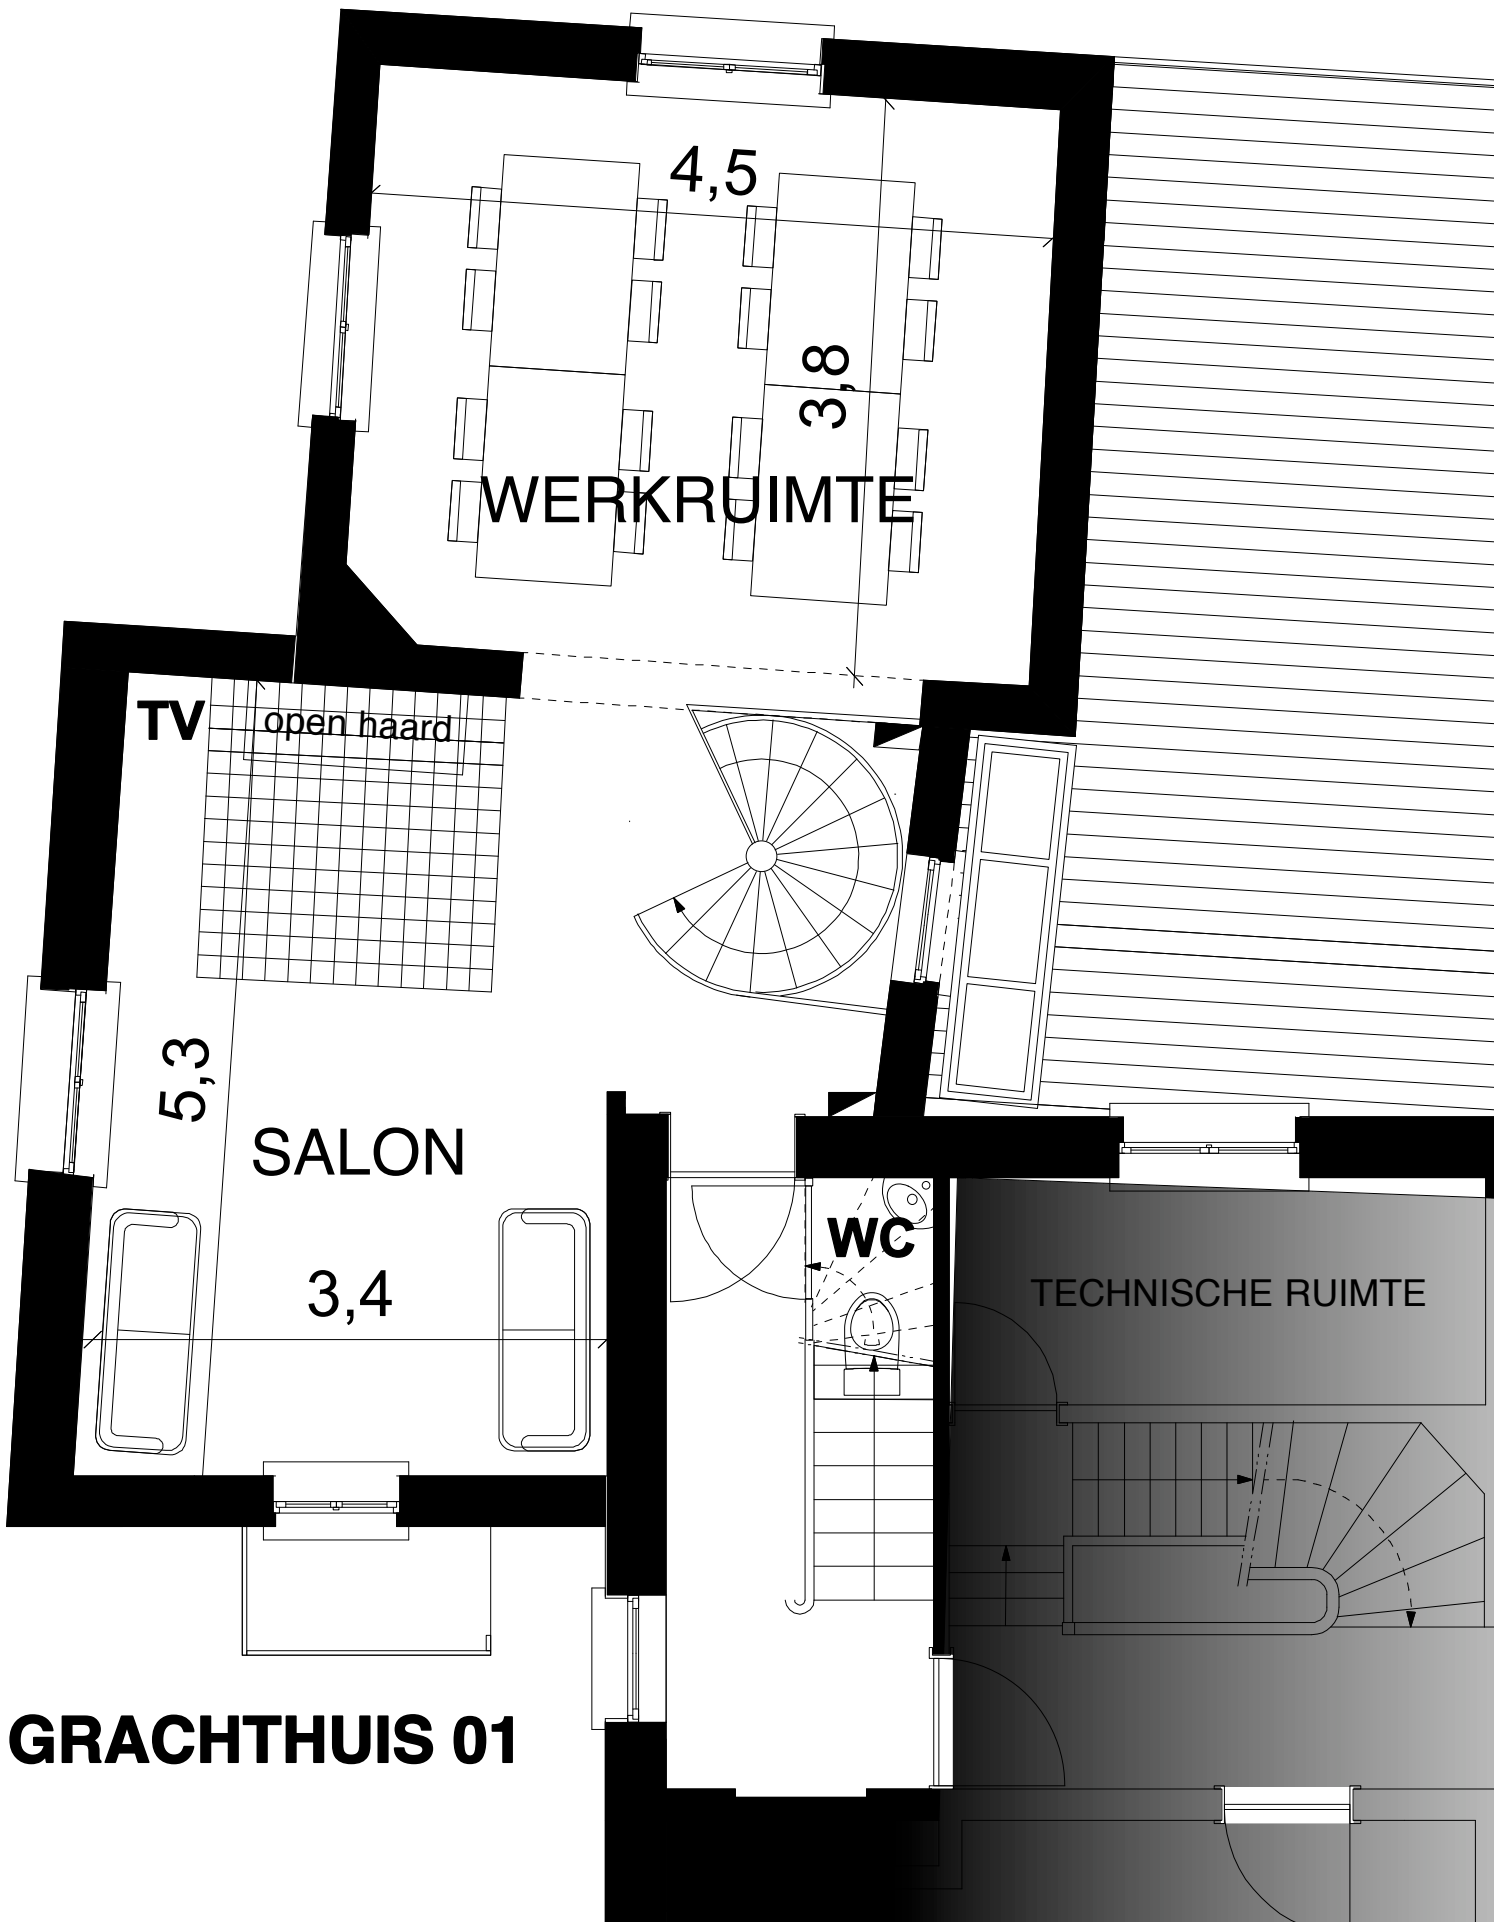 4,5
3,8
WERKRUIMTE
TV
open haard
5,3
SALON
3,4
WC
TECHNISCHE RUIMTE
GRACHTHUIS 01